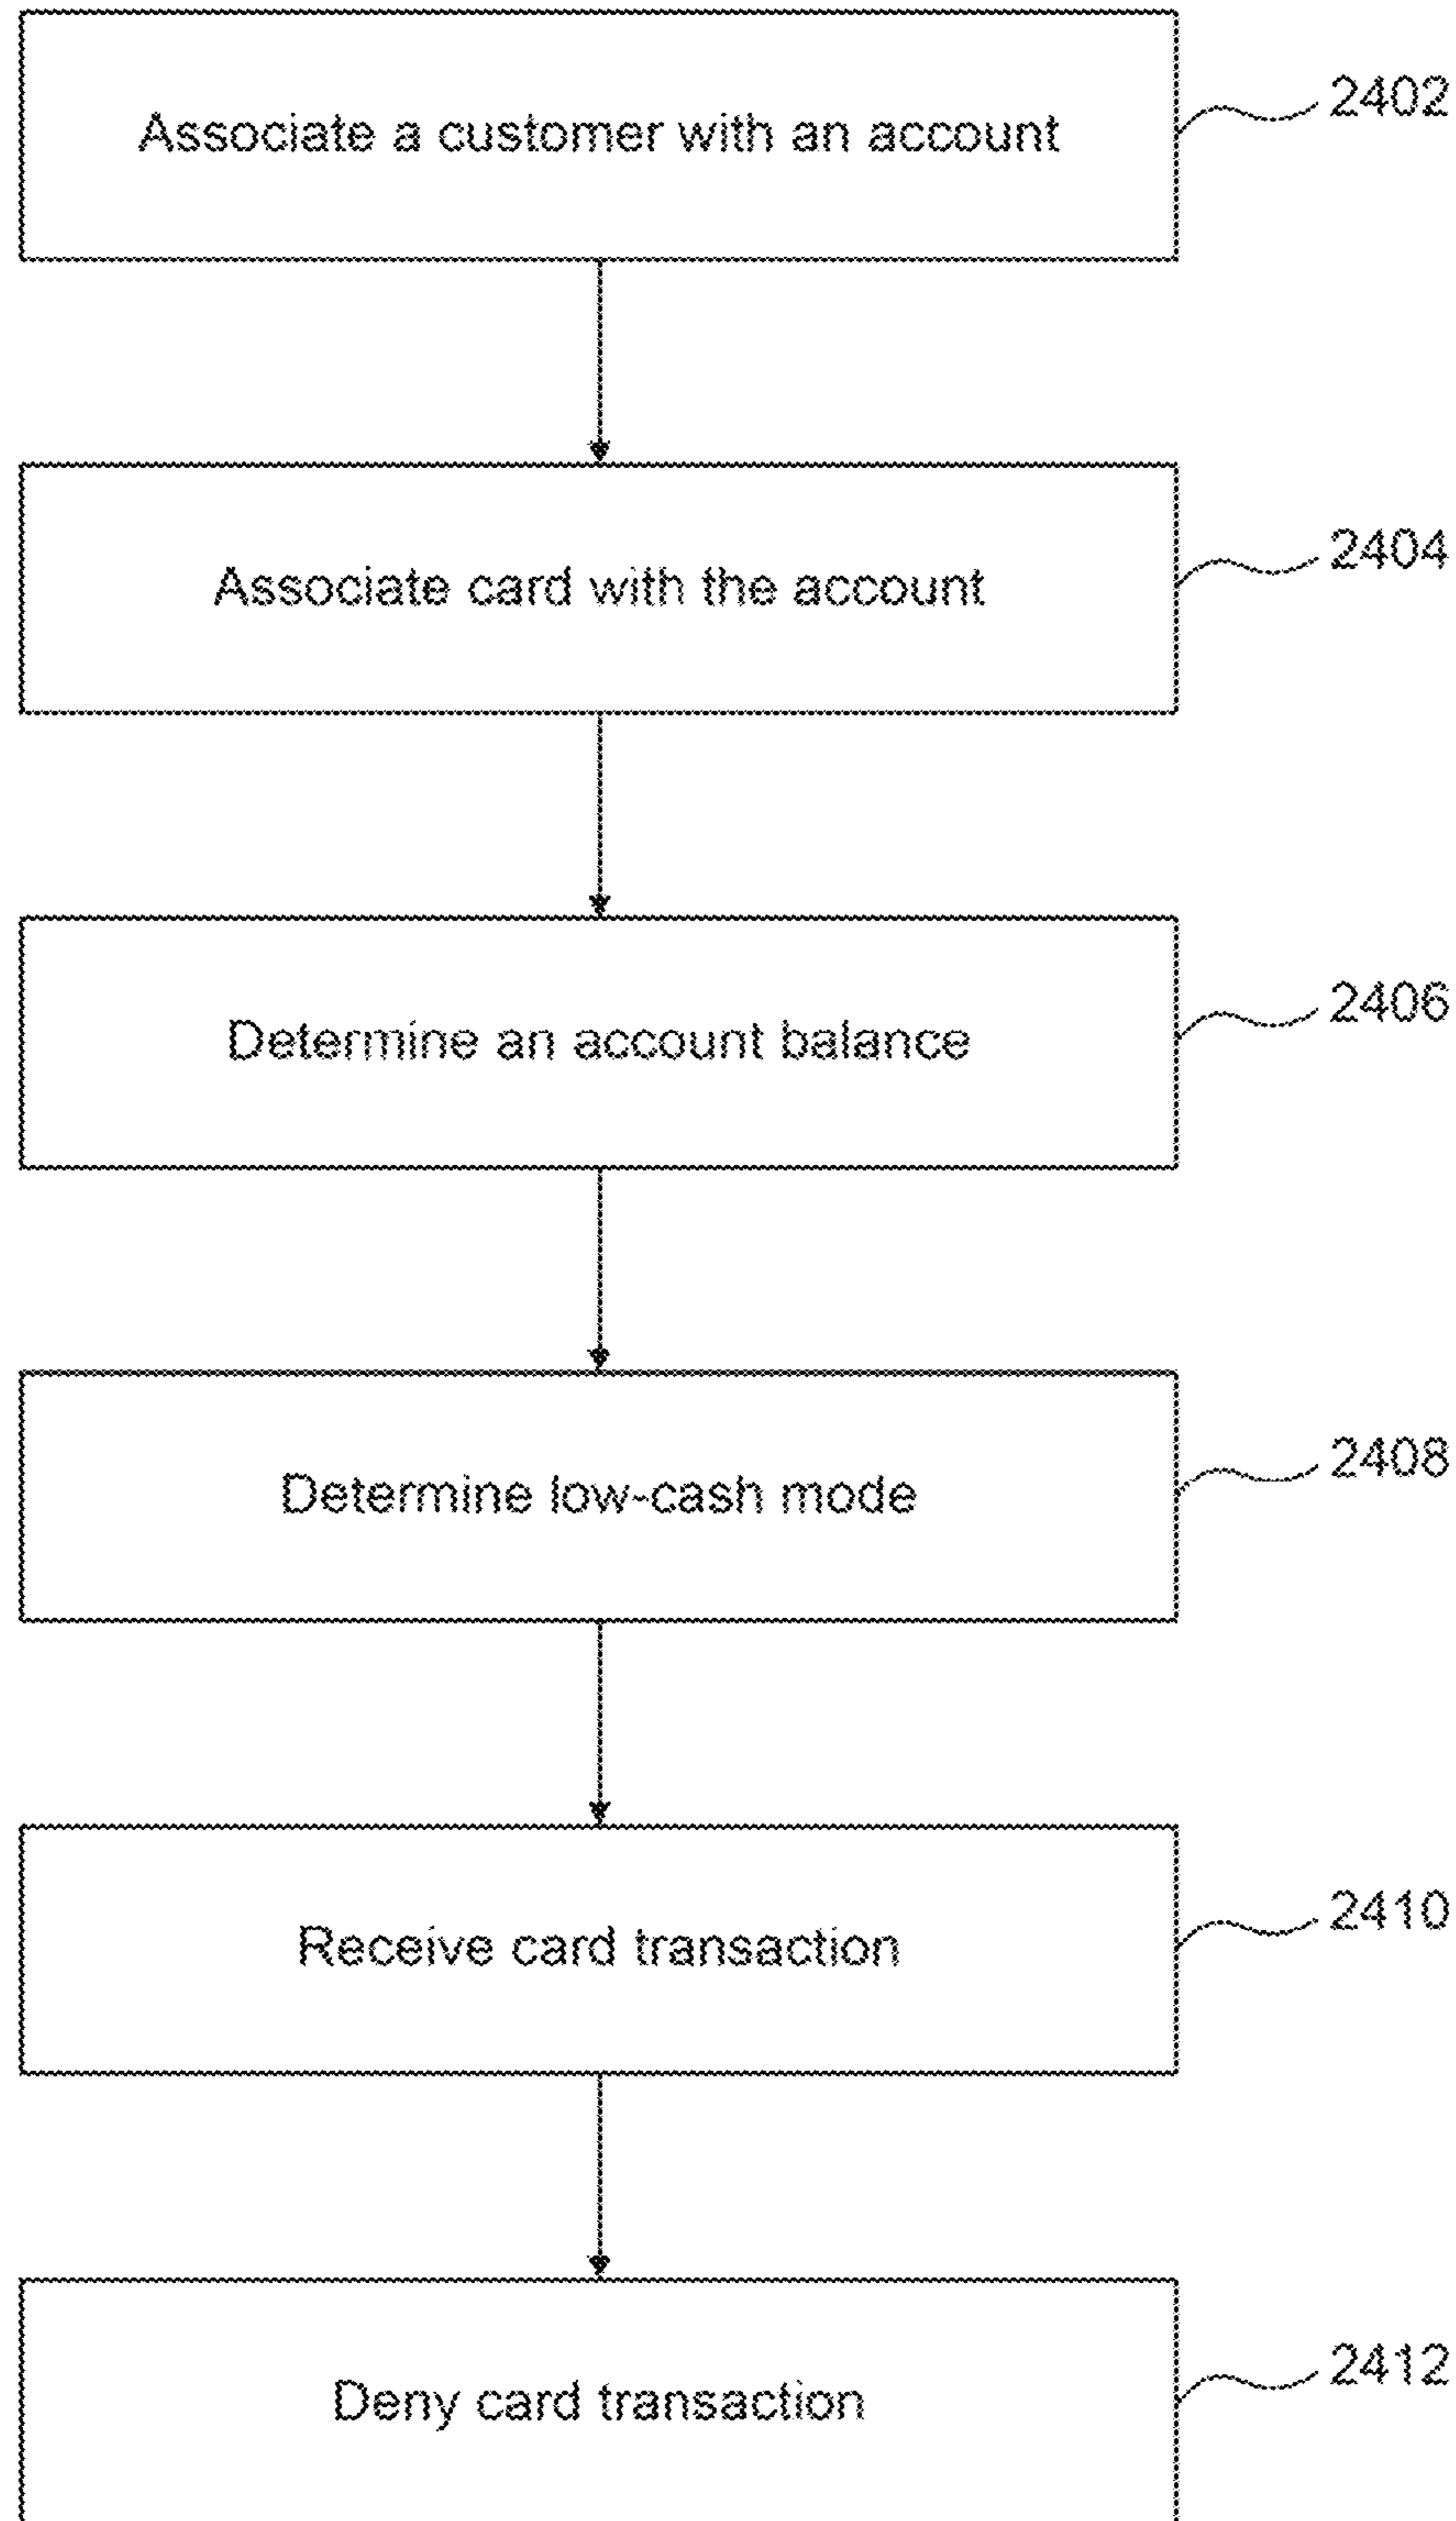 Associate a customer with an account
2402
Associate card with the account
2404
Determine an account balance
2406
Determine low-cash mode
2408
Receive card transaction
2410
Deny card transaction
2412